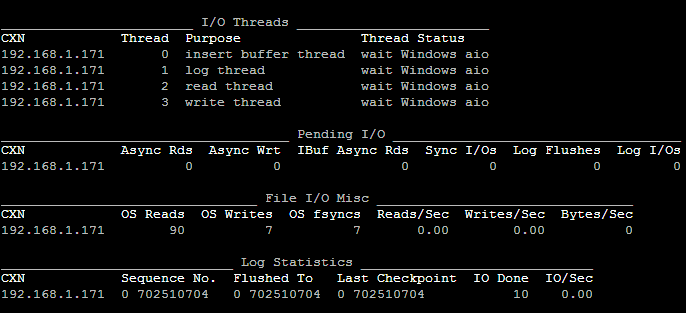 I/O Threads
CXN Thread Purpose Thread Status
192.168.1.171 0 insert buffer thread wait Windows aio
192.168.1.171 1 log thread wait Windows aio
192.168.1.171 2 read thread wait Windows aio
192.168.1.171 3 write thread wait Windows aio
Pending I/O
CXN Async Rds Async Wrt IBuf Async Rds Sync I/Os Log Flushes Log I/Os
192.168.1.171 0 0 0 0 0 0
File I/O Misc
CXN OS Reads OS Writes OS fsyncs Reads/Sec Writes/Sec Bytes/Sec
192.168.1.171 90 7 7 0.00 0.00 0
Log Statistics
CXN Sequence No. Flushed To Last Checkpoint IO Done IO/Sec
192.168.1.171 0 702510704 0 702510704 0 702510704 10 0.00